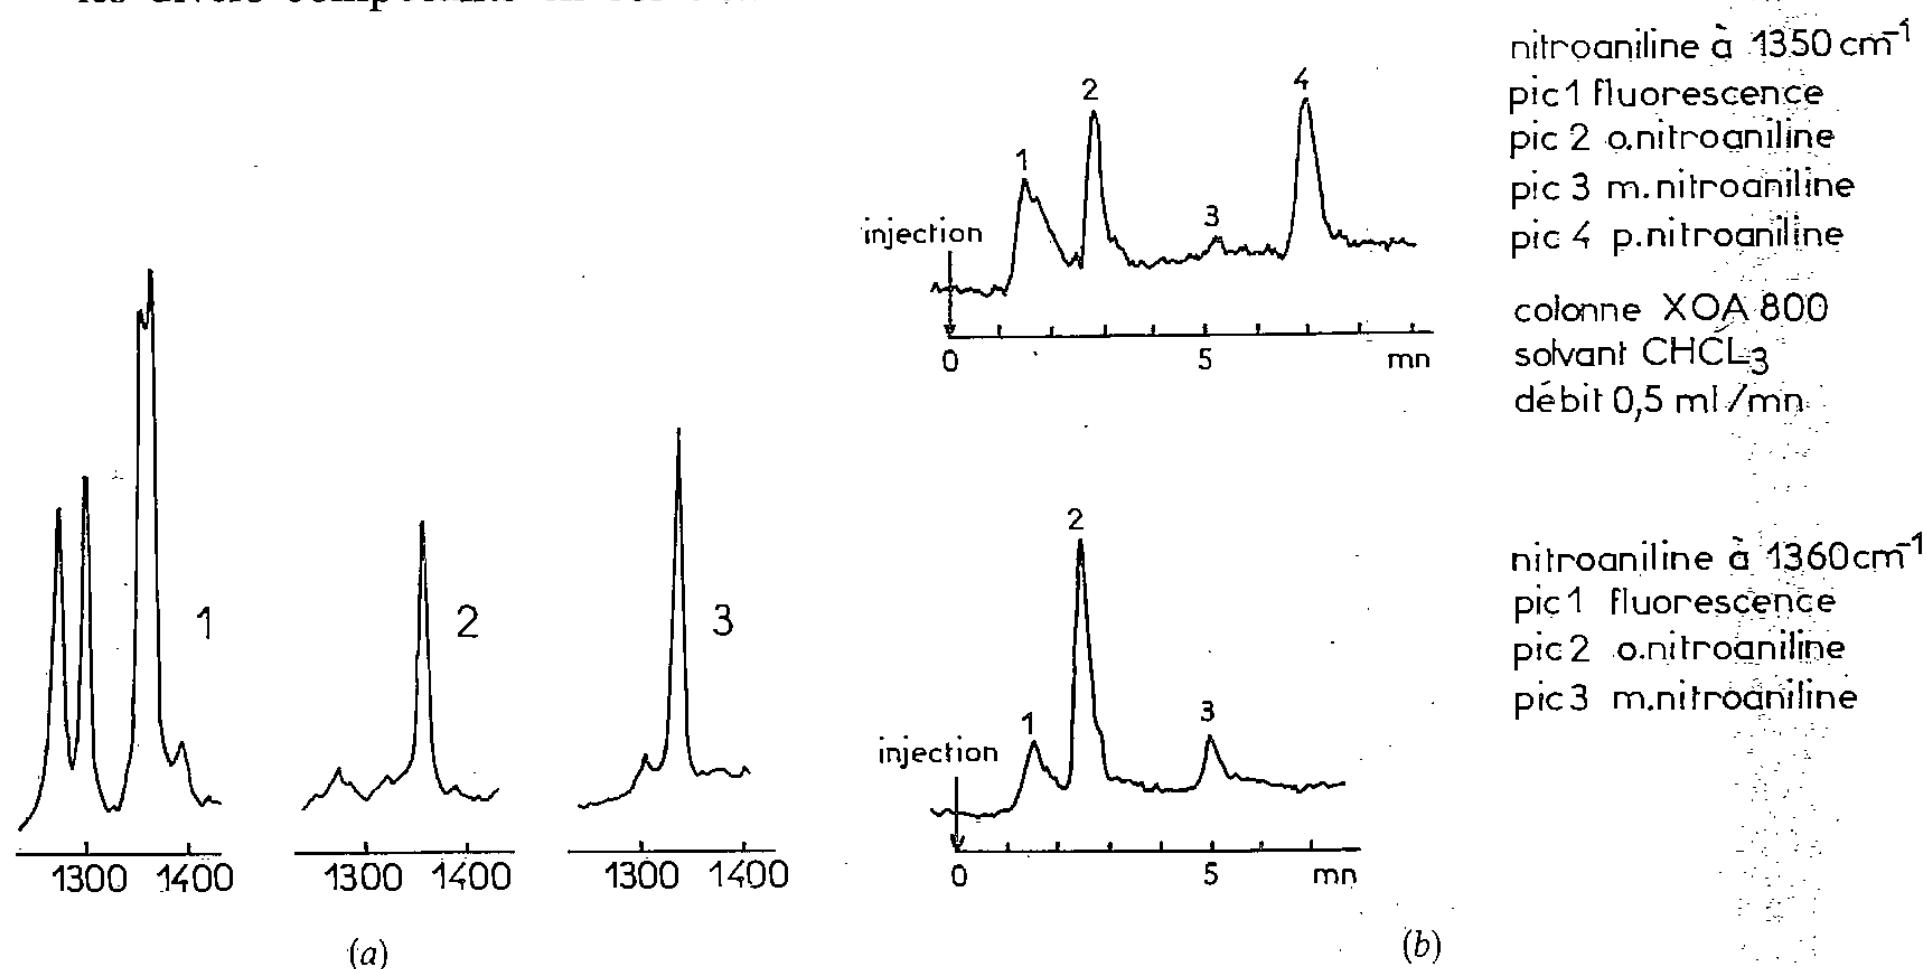 nitroaniline à 1350 cm⁻¹
pic 1 fluorescence
pic 2 o.nitroaniline
pic 3 m.nitroaniline
pic 4 p.nitroaniline
colonne XOA 800
solvant CHCL₃
débit 0,5 ml/mn
1
2
3
4
injection
0 5 mn
1
2
3
1300 1400
1300 1400
1300 1400
(a)
nitroaniline à 1360 cm⁻¹
pic 1 fluorescence
pic 2 o.nitroaniline
pic 3 m.nitroaniline
1
2
3
injection
0 5 mn
(b)